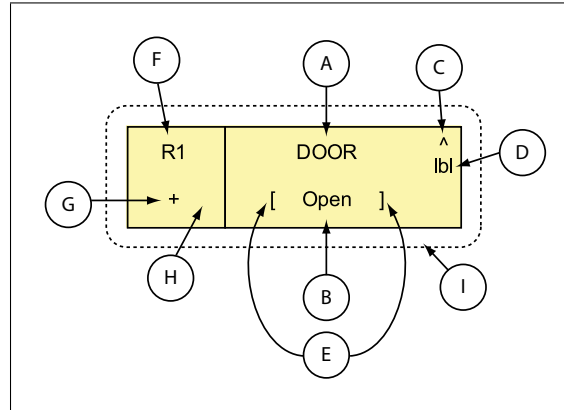 F A C
R1 DOOR ^
lbl D
G + [ Open ]
H B I
E